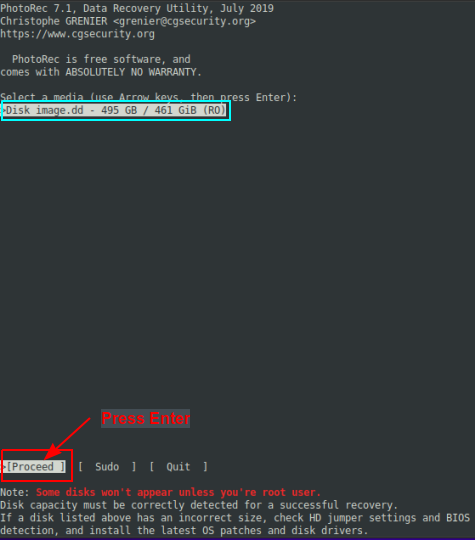 PhotoRec 7.1, Data Recovery Utility, July 2019
Christophe GRENIER <grenier@cgsecurity.org>
https://www.cgsecurity.org
PhotoRec is free software, and
comes with ABSOLUTELY NO WARRANTY.
Select a media (use Arrow keys, then press Enter):
>Disk image.dd - 495 GB / 461 GiB (RO)
Press Enter
>[Proceed ]  [  Sudo  ]  [  Quit  ]
Note: Some disks won't appear unless you're root user.
Disk capacity must be correctly detected for a successful recovery.
If a disk listed above has an incorrect size, check HD jumper settings and BIOS
detection, and install the latest OS patches and disk drivers.